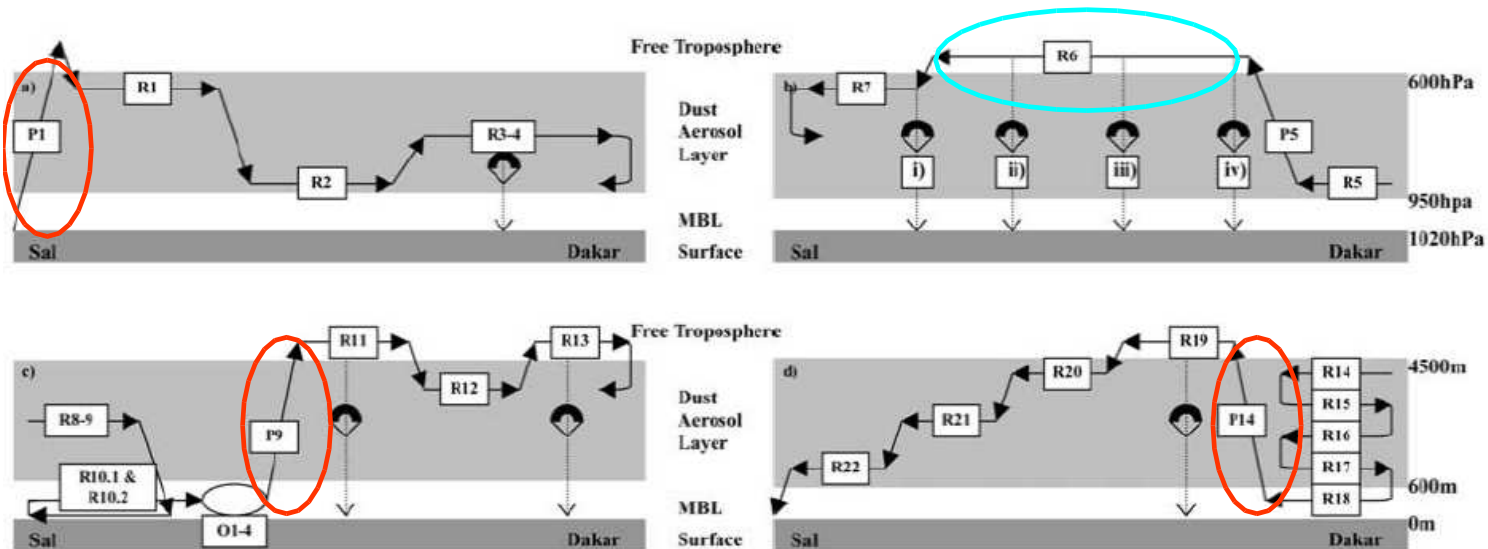 Free Troposphere
a)
R1
P1
Dust
Aerosol
Layer
R3-4
R2
MBL
Sal
Dakar
Surface
R6
600hPa
b)
R7
P5
i)
ii)
iii)
iv)
R5
950hpa
1020hPa
Sal
Dakar
Free Troposphere
R11
R13
c)
R12
Dust
Aerosol
Layer
R8-9
P9
R10.1 &
R10.2
MBL
O1-4
Sal
Dakar
Surface
R19
4500m
d)
R20
R14
R15
P14
R21
R16
R22
R17
600m
R18
0m
Sal
Dakar